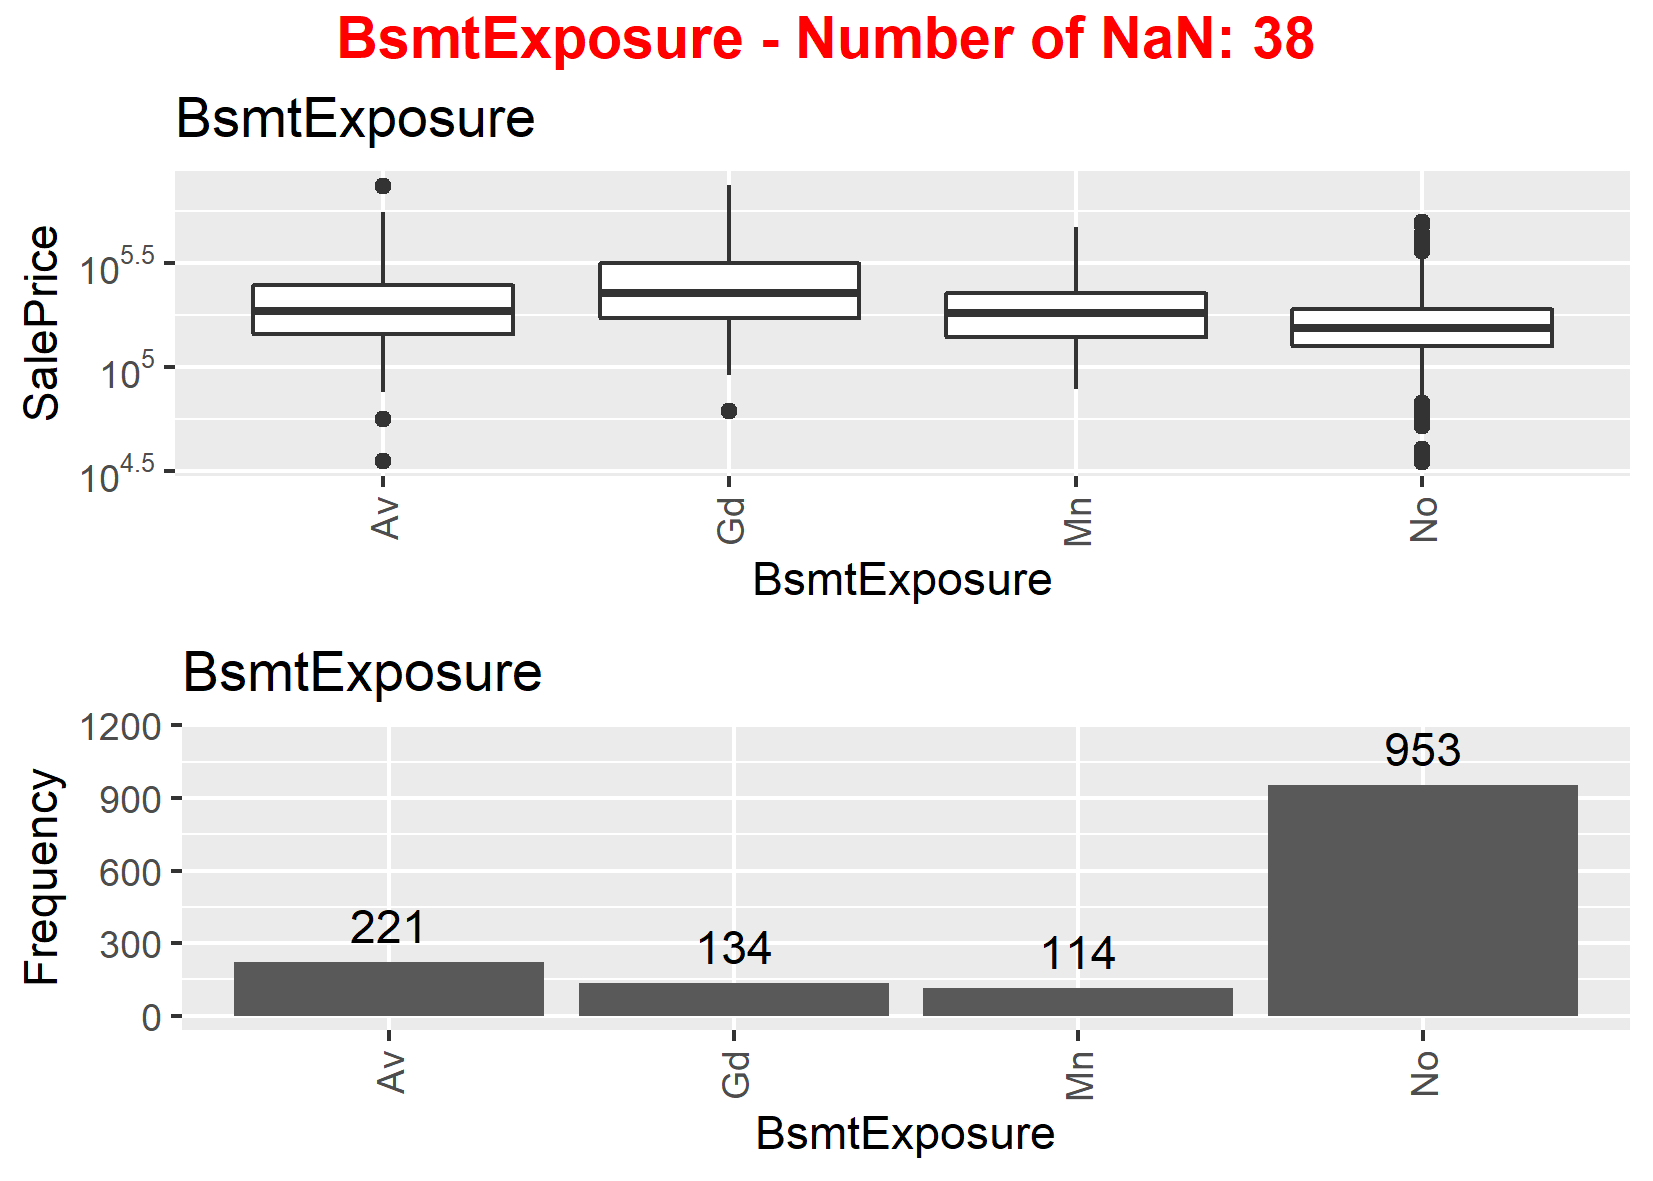 BsmtExposure - Number of NaN: 38
BsmtExposure
SalePrice
10^5.5
10^5
10^4.5
Av Gd Mn No
BsmtExposure
BsmtExposure
Frequency
1200
900
600
300
0
221 134 114 953
Av Gd Mn No
BsmtExposure